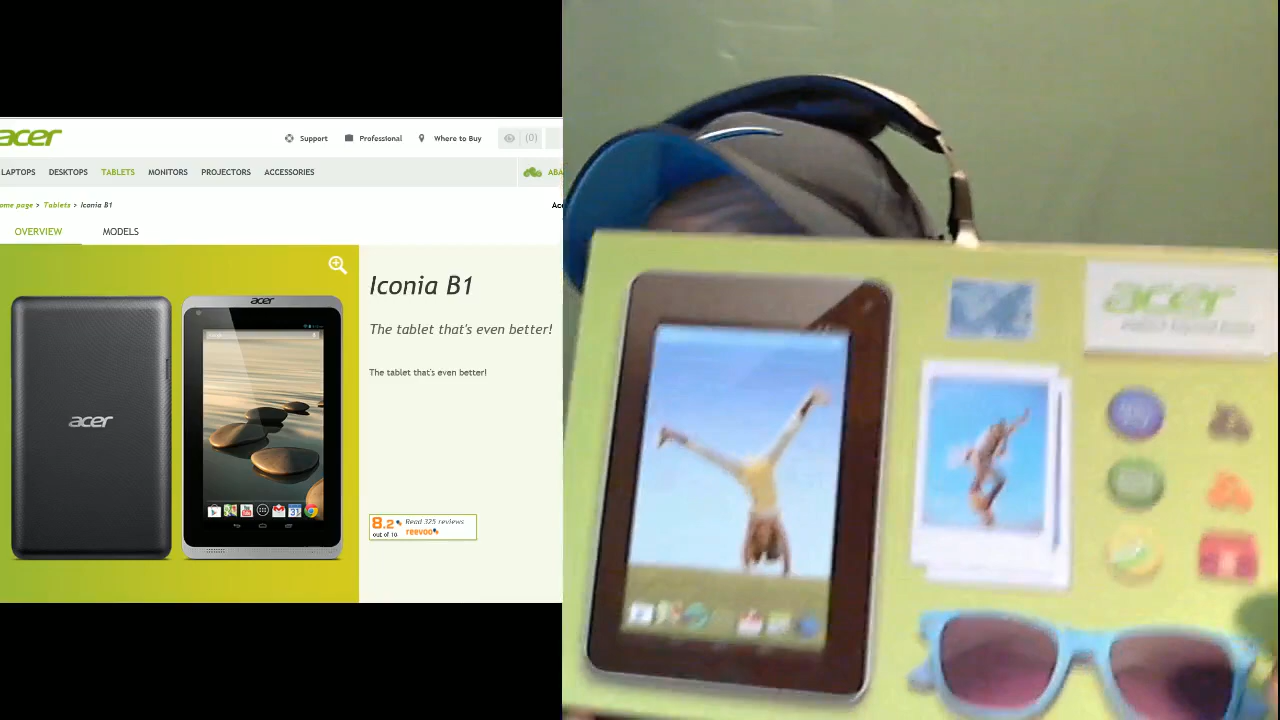 acer
Support
Professional
Where to Buy
(0)
LAPTOPS
DESKTOPS
TABLETS
MONITORS
PROJECTORS
ACCESSORIES
ome page > Tablets > Iconia B1
OVERVIEW
MODELS
Iconia B1
The tablet that's even better!
The tablet that's even better!
8.2
out of 10
Read 325 reviews
reevoo
acer
acer
acer